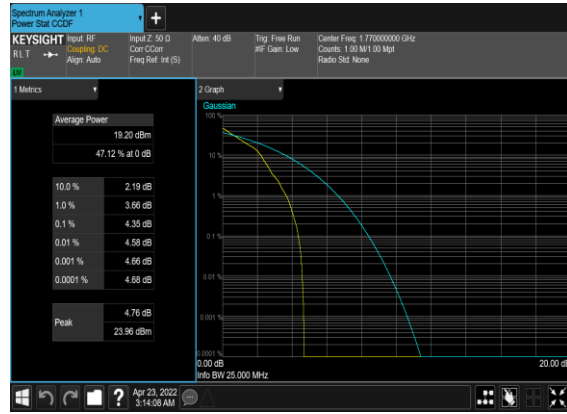 Spectrum Analyzer 1
Power Stat CCDF
KEYSIGHT
RLT
LXI
Input: RF
Coupling: DC
Align: Auto
Input Z: 50 Ω
Corr CCorr
Freq Ref: Int (S)
Atten: 40 dB
Trig: Free Run
#IF Gain: Low
Center Freq: 1.770000000 GHz
Counts: 1.00 M/1.00 Mpt
Radio Std: None
1 Metrics
Average Power
19.20 dBm
47.12 % at 0 dB
10.0 % 2.19 dB
1.0 % 3.66 dB
0.1 % 4.35 dB
0.01 % 4.58 dB
0.001 % 4.66 dB
0.0001 % 4.68 dB
Peak
4.76 dB
23.96 dBm
2 Graph
Gaussian
100 %
10 %
1 %
0.1 %
0.01 %
0.001 %
0.0001 %
0.00 dB
20.00 dB
Info BW 25.000 MHz
?
Apr 23, 2022
3:14:08 AM